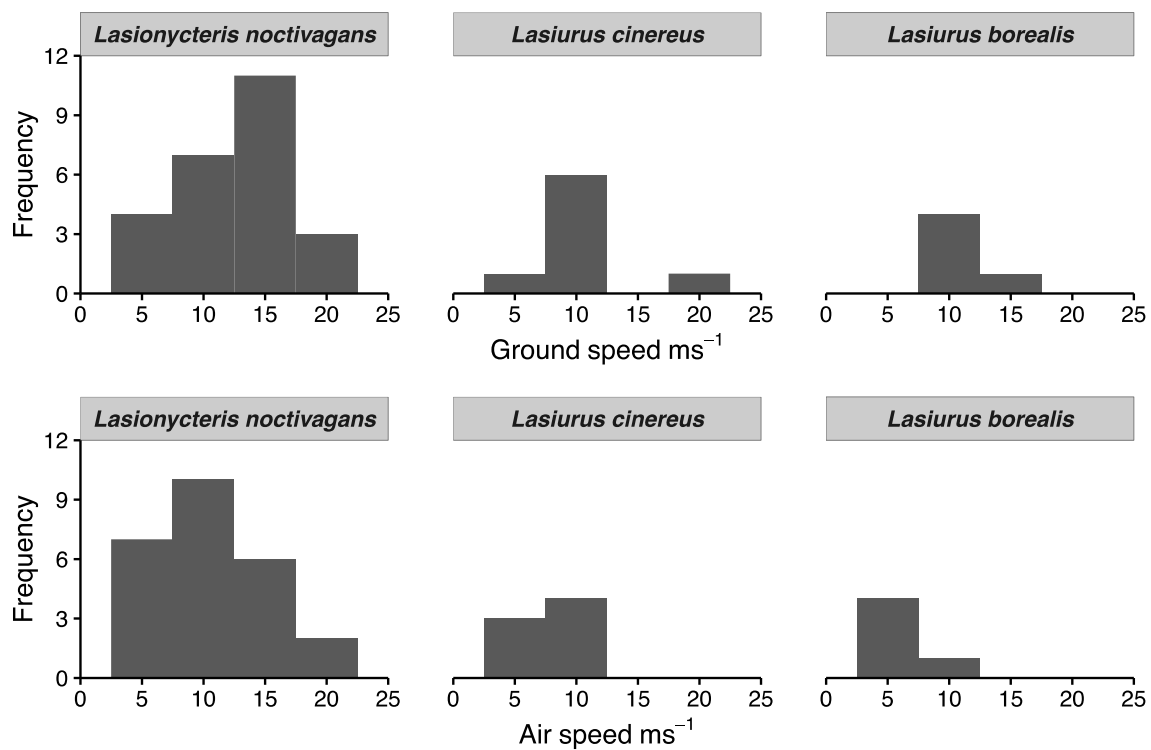 Lasionycteris noctivagans Lasiurus cinereus Lasiurus borealis
12
9
6
3
0
Frequency
0 5 10 15 20 25 0 5 10 15 20 25 0 5 10 15 20 25
Ground speed ms⁻¹
Lasionycteris noctivagans Lasiurus cinereus Lasiurus borealis
12
9
6
3
0
Frequency
0 5 10 15 20 25 0 5 10 15 20 25 0 5 10 15 20 25
Air speed ms⁻¹